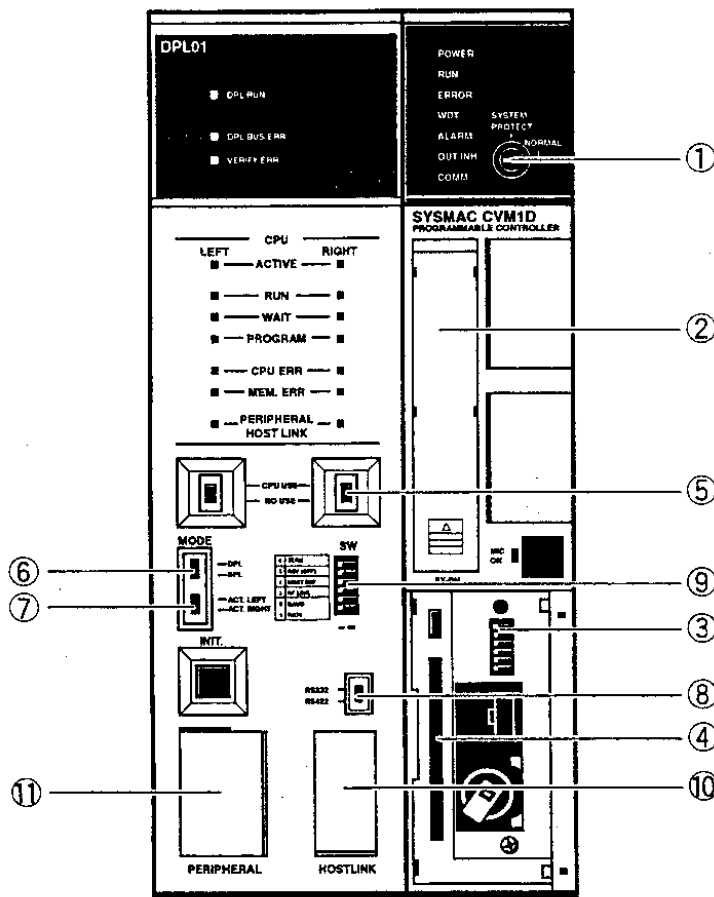 DPL01
DPL RUN
DPL BUS ERR
VERIFY ERR
POWER
RUN
ERROR
WDT
ALARM
OUT INH
COMM
SYSTEM
PROTECT
NORMAL
①
SYSMAC CVM1D
PROGRAMMABLE CONTROLLER
CPU
LEFT RIGHT
ACTIVE
RUN
WAIT
PROGRAM
CPU ERR
MEM. ERR
PERIPHERAL
HOST LINK
②
CPU USE
NO USE
⑤
MODE
DPL
SPL
⑥
ACT. LEFT
ACT. RIGHT
⑦
SW
⑨
③
INIT.
RS232
RS422
⑧
④
⑪
⑩
PERIPHERAL HOSTLINK